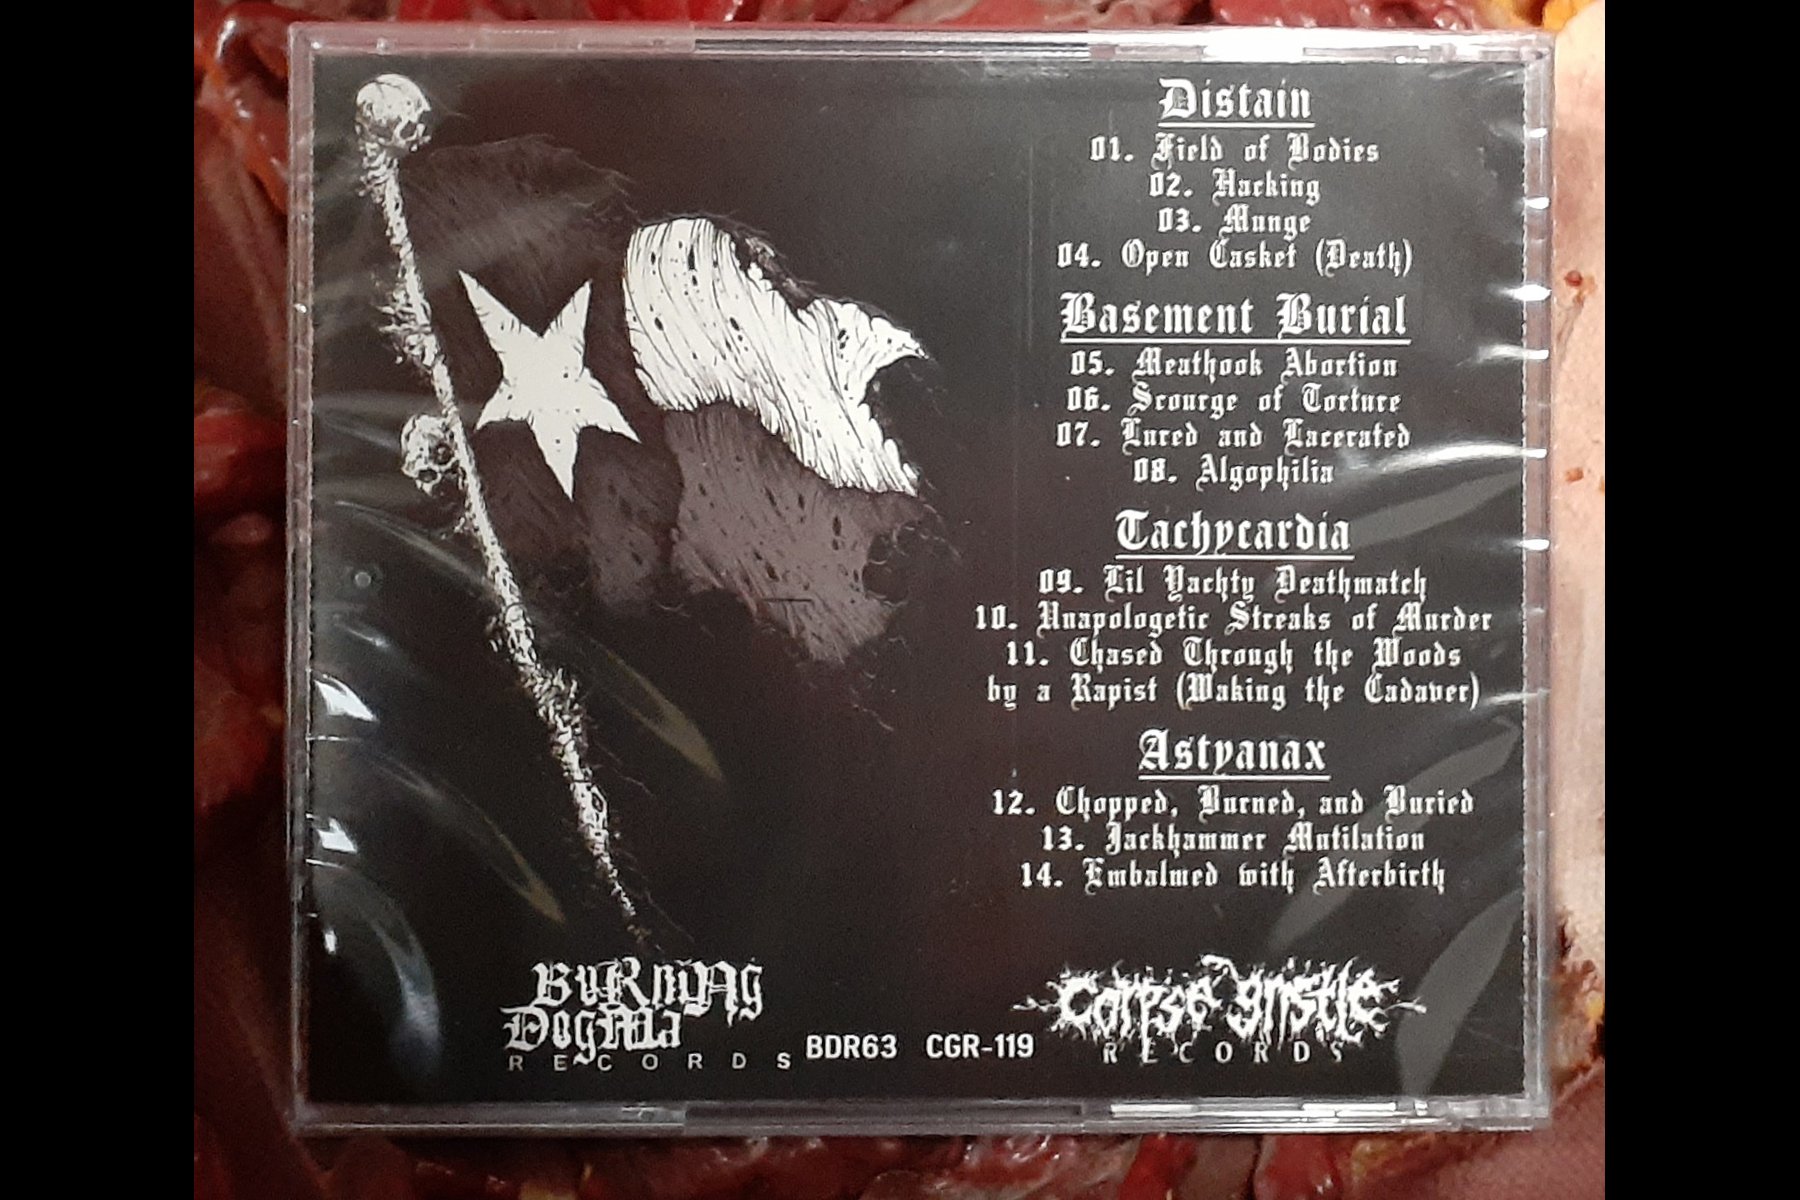 Distain
01. Field of Bodies
02. Hacking
03. Munge
04. Open Casket (Death)
Basement Burial
05. Meathook Abortion
06. Scourge of Torture
07. Lured and Lacerated
08. Algophilia
Tachycardia
09. Lil Yachty Deathmatch
10. Unapologetic Streaks of Murder
11. Chased Through the Woods
by a Rapist (Waking the Cadaver)
Astyanax
12. Chopped, Burned, and Buried
13. Jackhammer Mutilation
14. Embalmed with Afterbirth
Burning
Dogma
RECORDS
BDR63 CGR-119
Corpse Gristle
RECORDS